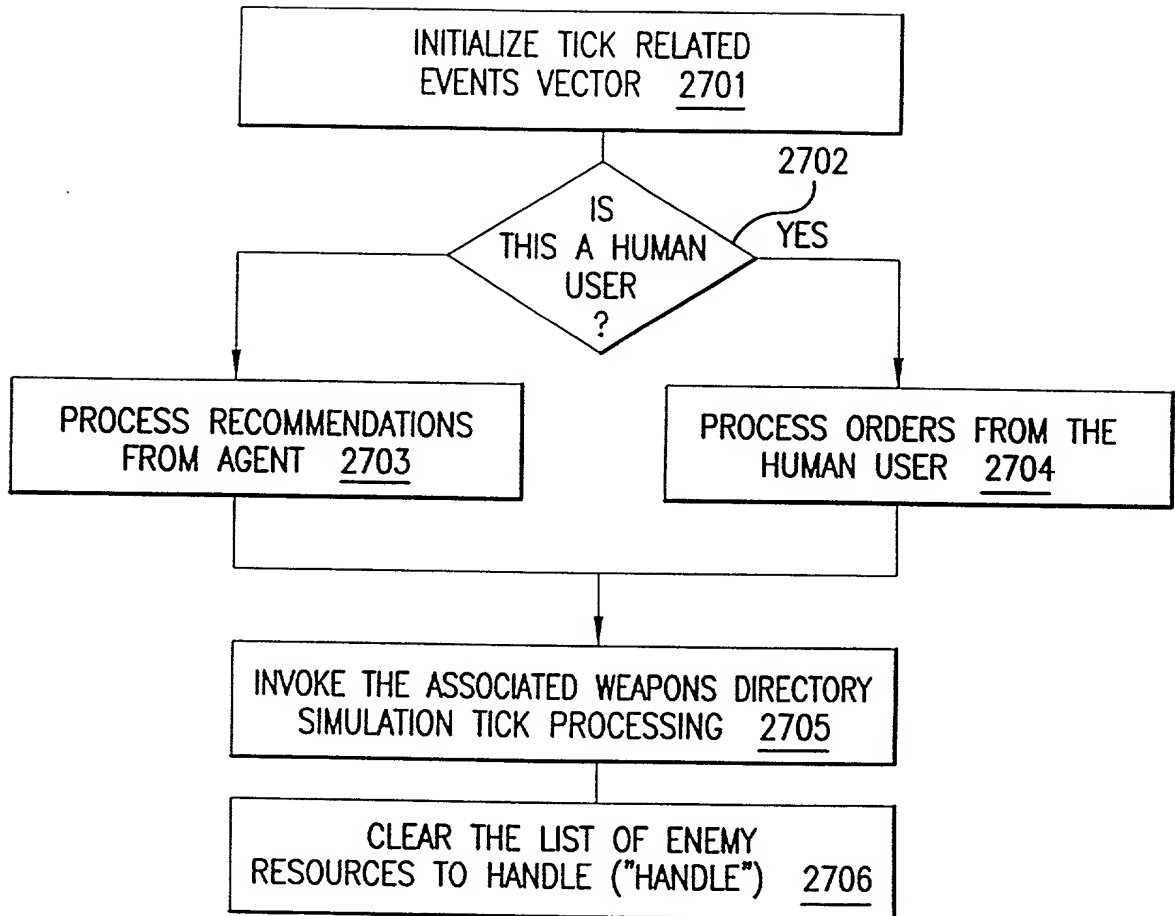 INITIALIZE TICK RELATED
EVENTS VECTOR 2701
2702
IS
THIS A HUMAN
USER
?
YES
PROCESS RECOMMENDATIONS
FROM AGENT 2703
PROCESS ORDERS FROM THE
HUMAN USER 2704
INVOKE THE ASSOCIATED WEAPONS DIRECTORY
SIMULATION TICK PROCESSING 2705
CLEAR THE LIST OF ENEMY
RESOURCES TO HANDLE ("HANDLE") 2706